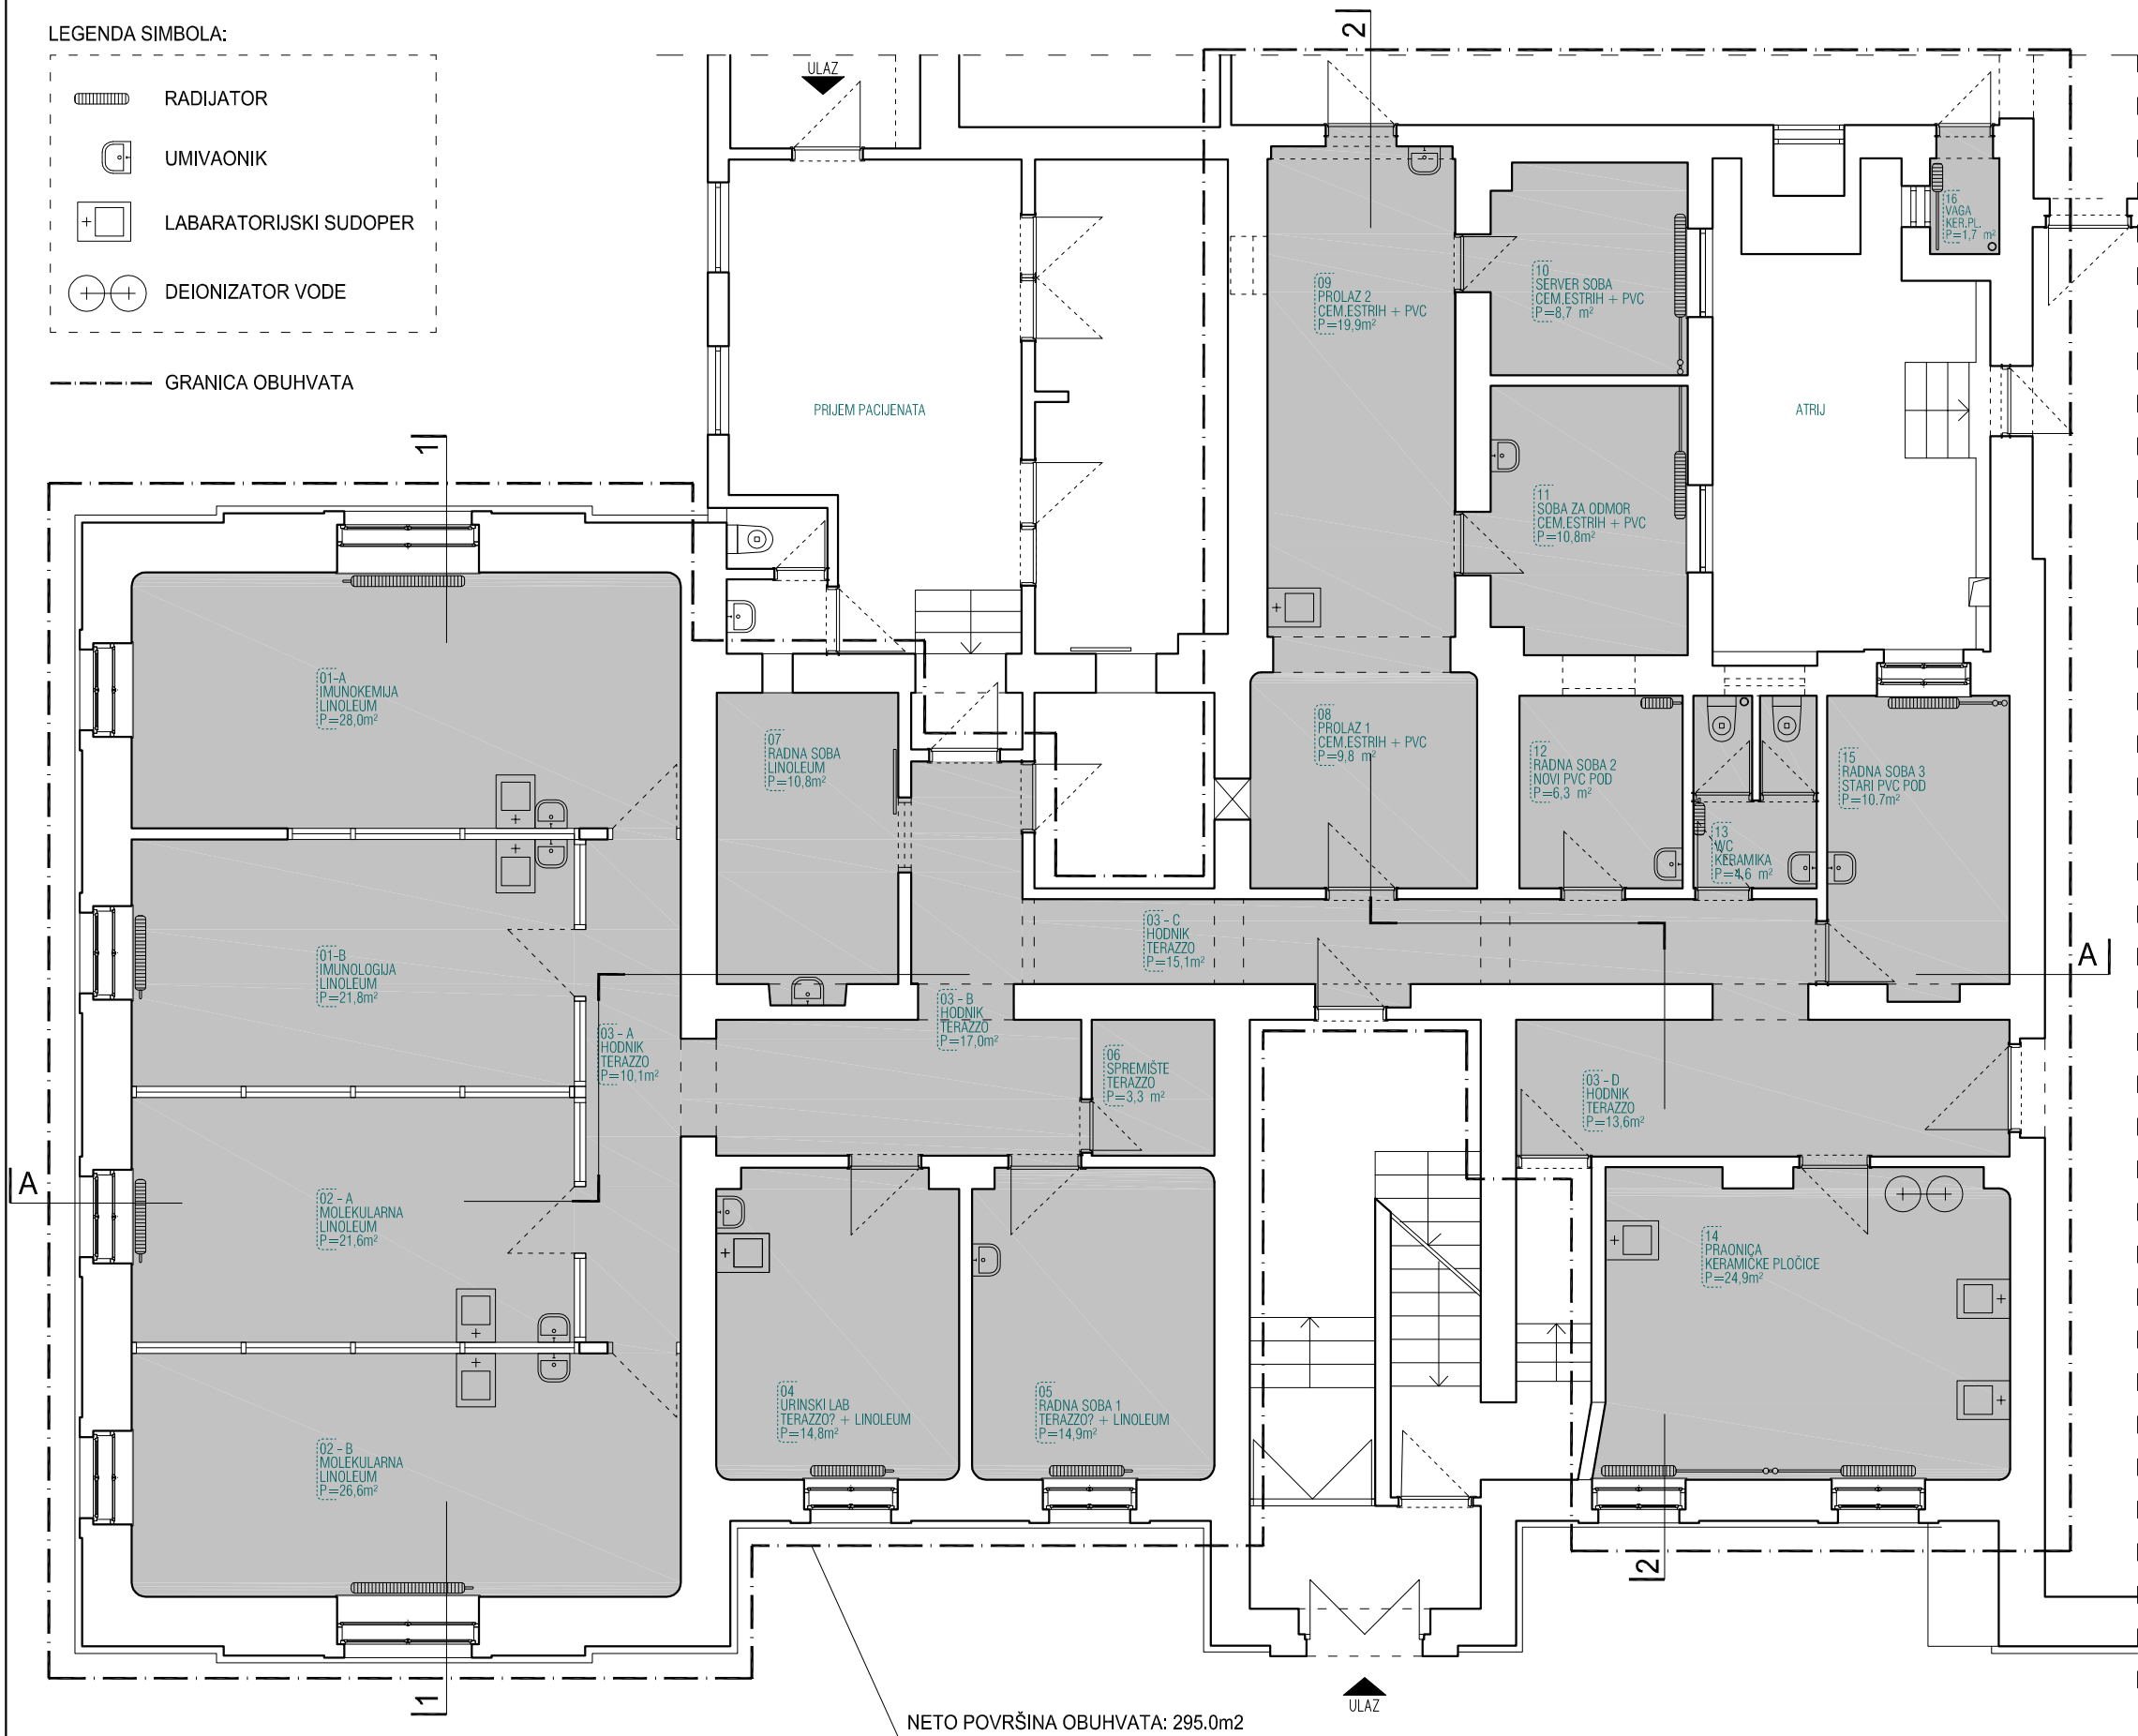 LEGENDA SIMBOLA:
RADIJATOR
UMIVAONIK
LABARATORIJSKI SUDOPER
DEIONIZATOR VODE
GRANICA OBUHVATA
ULAZ
2
1
PRIJEM PACIJENATA
ATRIJ
16
VAGA
KER.PL.
P=1,7 m²
09
PROLAZ 2
CEM.ESTRIH + PVC
P=19,9m²
10
SERVER SOBA
CEM.ESTRIH + PVC
P=8,7 m²
11
SOBA ZA ODMOR
CEM.ESTRIH + PVC
P=10,8m²
01-A
IMUNOKEMIJA
LINOLEUM
P=28,0m²
07
RADNA SOBA
LINOLEUM
P=10,8m²
08
PROLAZ 1
CEM.ESTRIH + PVC
P=9,8 m²
12
RADNA SOBA 2
NOVI PVC POD
P=6,3 m²
13
WC
KERAMIKA
P=4,6 m²
15
RADNA SOBA 3
STARI PVC POD
P=10,7m²
01-B
IMUNOLOGIJA
LINOLEUM
P=21,8m²
03 - A
HODNIK
TERAZZO
P=10,1m²
03 - B
HODNIK
TERAZZO
P=17,0m²
03 - C
HODNIK
TERAZZO
P=15,1m²
A
06
SPREMIŠTE
TERAZZO
P=3,3 m²
03 - D
HODNIK
TERAZZO
P=13,6m²
A
02 - A
MOLEKULARNA
LINOLEUM
P=21,6m²
14
PRAONICA
KERAMIČKE PLOČICE
P=24,9m²
04
URINSKI LAB
TERAZZO? + LINOLEUM
P=14,8m²
05
RADNA SOBA 1
TERAZZO? + LINOLEUM
P=14,9m²
02 - B
MOLEKULARNA
LINOLEUM
P=26,6m²
2
1
ULAZ
NETO POVRŠINA OBUHVATA: 295.0m2